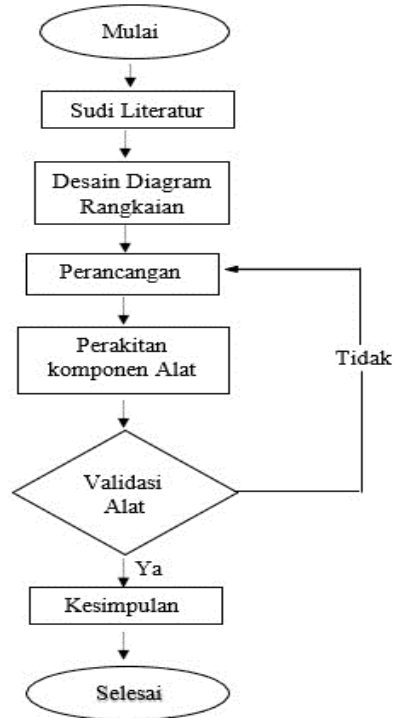 Mulai
Sudi Literatur
Desain Diagram
Rangkaian
Perancangan
Perakitan
komponen Alat
Tidak
Validasi
Alat
Ya
Kesimpulan
Selesai